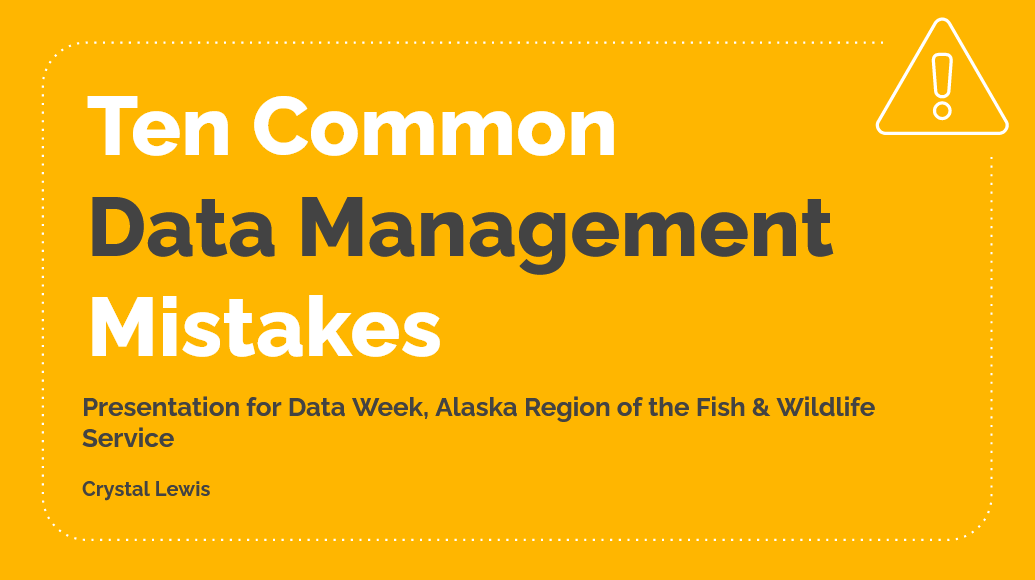 Ten Common
Data Management
Mistakes
Presentation for Data Week, Alaska Region of the Fish & Wildlife
Service
Crystal Lewis